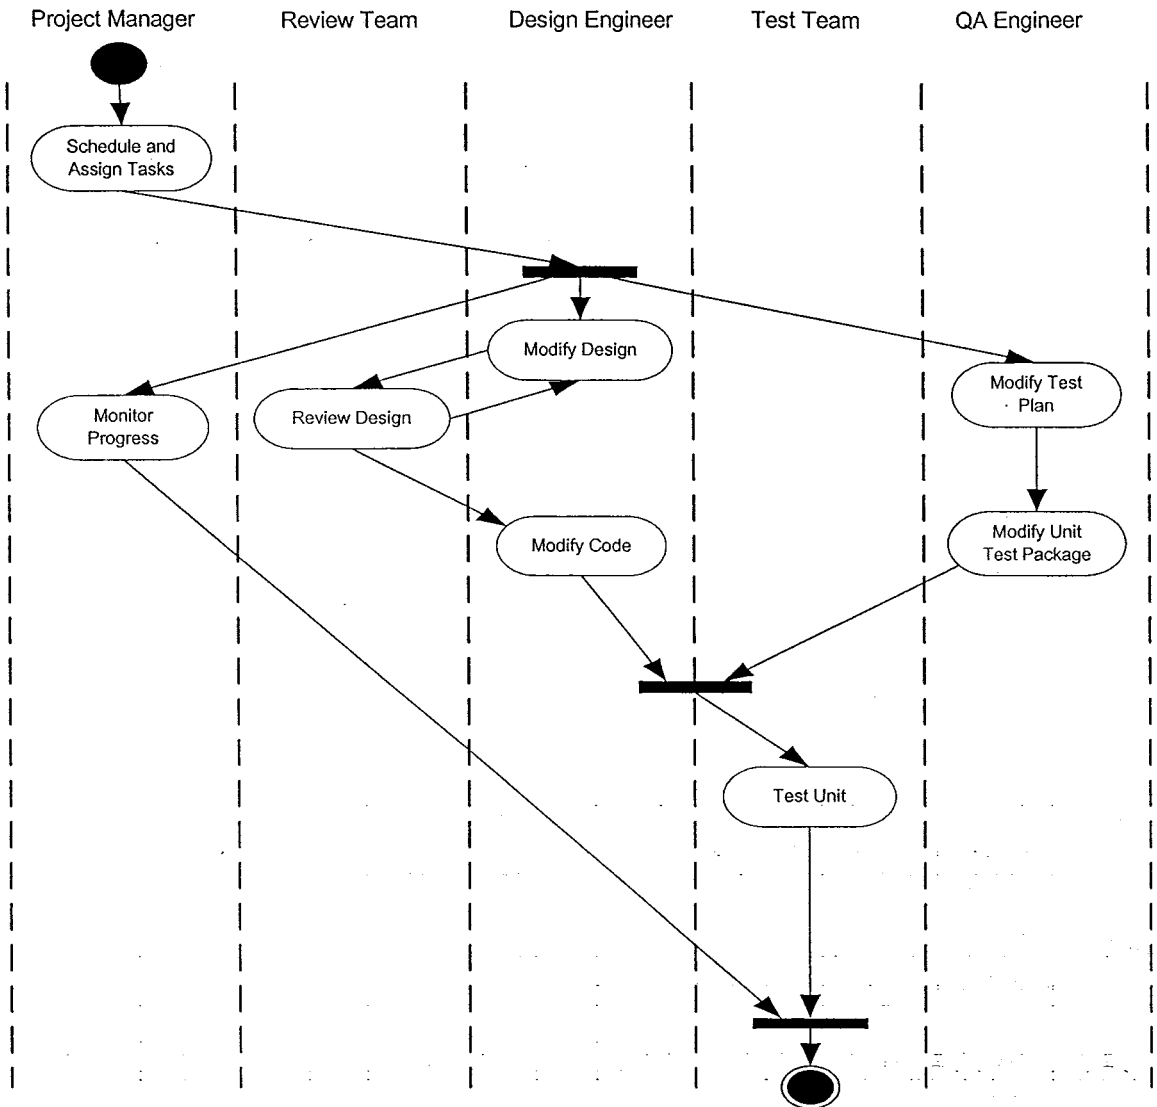 Project Manager
Review Team
Design Engineer
Test Team
QA Engineer
Schedule and
Assign Tasks
Modify Design
Modify Test
Plan
Review Design
Monitor
Progress
Modify Code
Modify Unit
Test Package
Test Unit